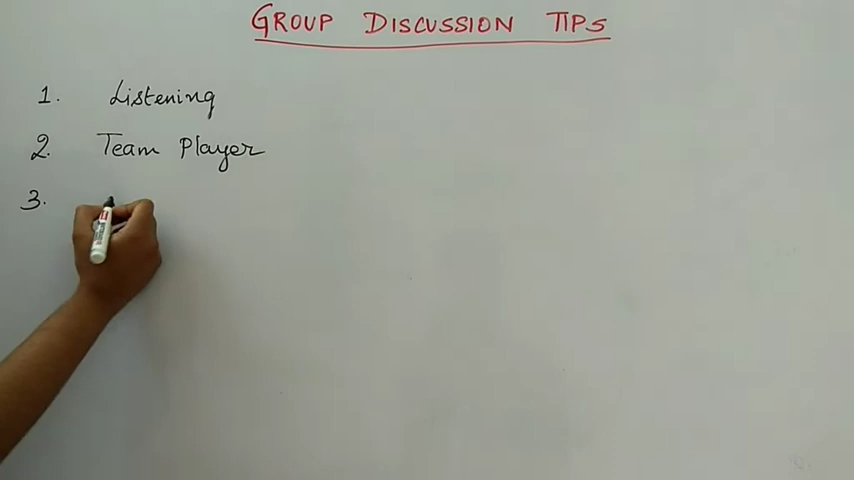 GROUP DISCUSSION TIPS
1. Listening
2. Team Player
3.